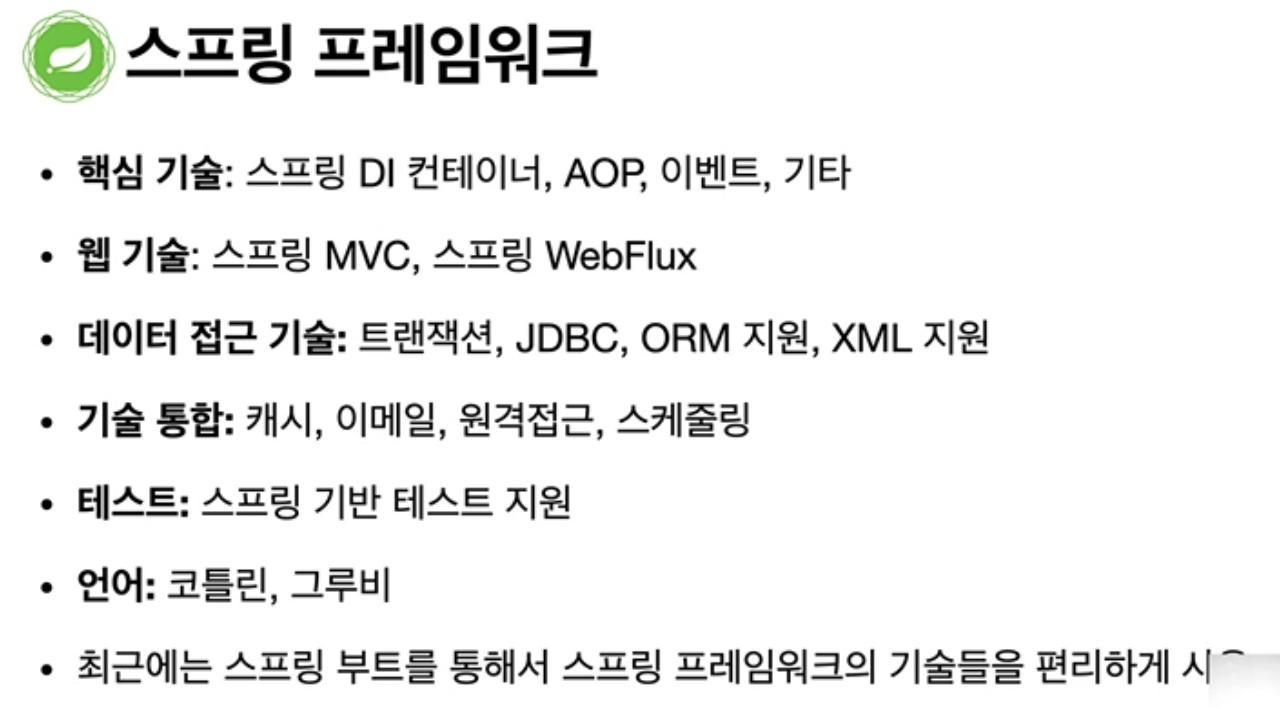 스프링 프레임워크
• 핵심 기술: 스프링 DI 컨테이너, AOP, 이벤트, 기타
• 웹 기술: 스프링 MVC, 스프링 WebFlux
• 데이터 접근 기술: 트랜잭션, JDBC, ORM 지원, XML 지원
• 기술 통합: 캐시, 이메일, 원격접근, 스케줄링
• 테스트: 스프링 기반 테스트 지원
• 언어: 코틀린, 그루비
• 최근에는 스프링 부트를 통해서 스프링 프레임워크의 기술들을 편리하게